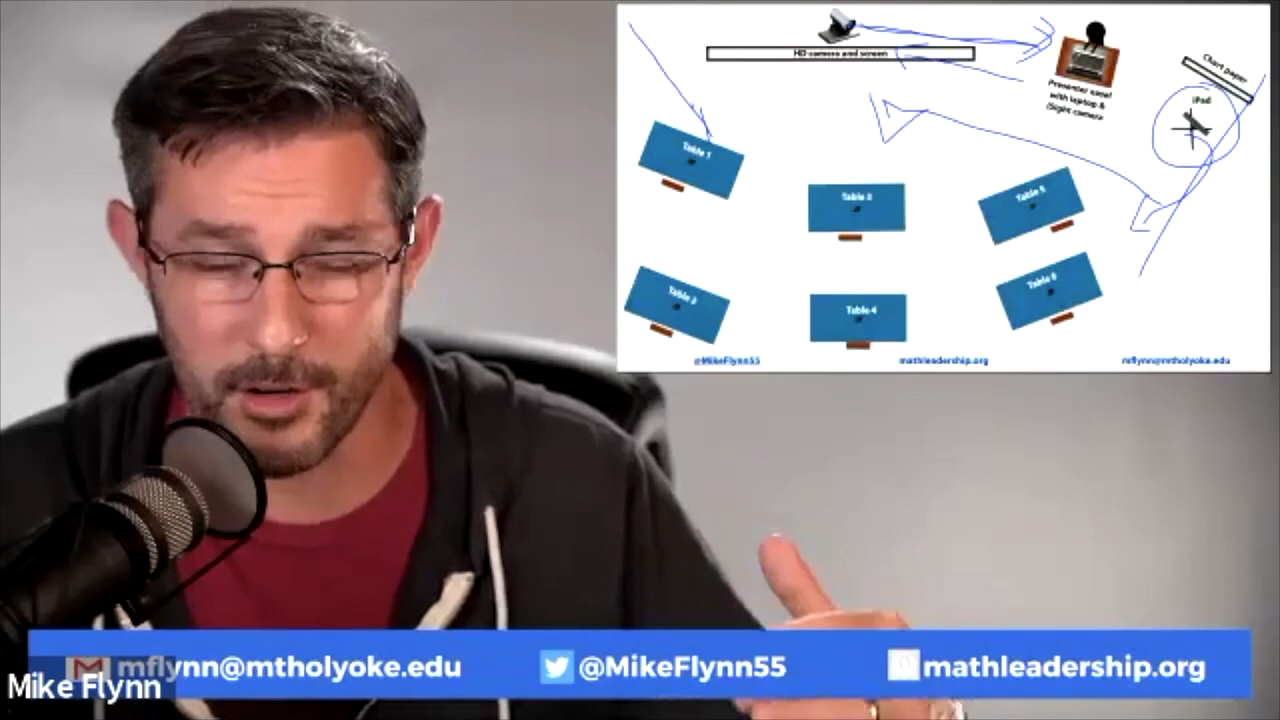 HD camera and screen
Chart paper
iPad
Presenter easel
with laptop &
iSight camera
Table 1
Table 3
Table 5
Table 2
Table 4
Table 6
@MikeFlynn55
mathleadership.org
mflynn@mtholyoke.edu
mflynn@mtholyoke.edu
@MikeFlynn55
mathleadership.org
Mike Flynn